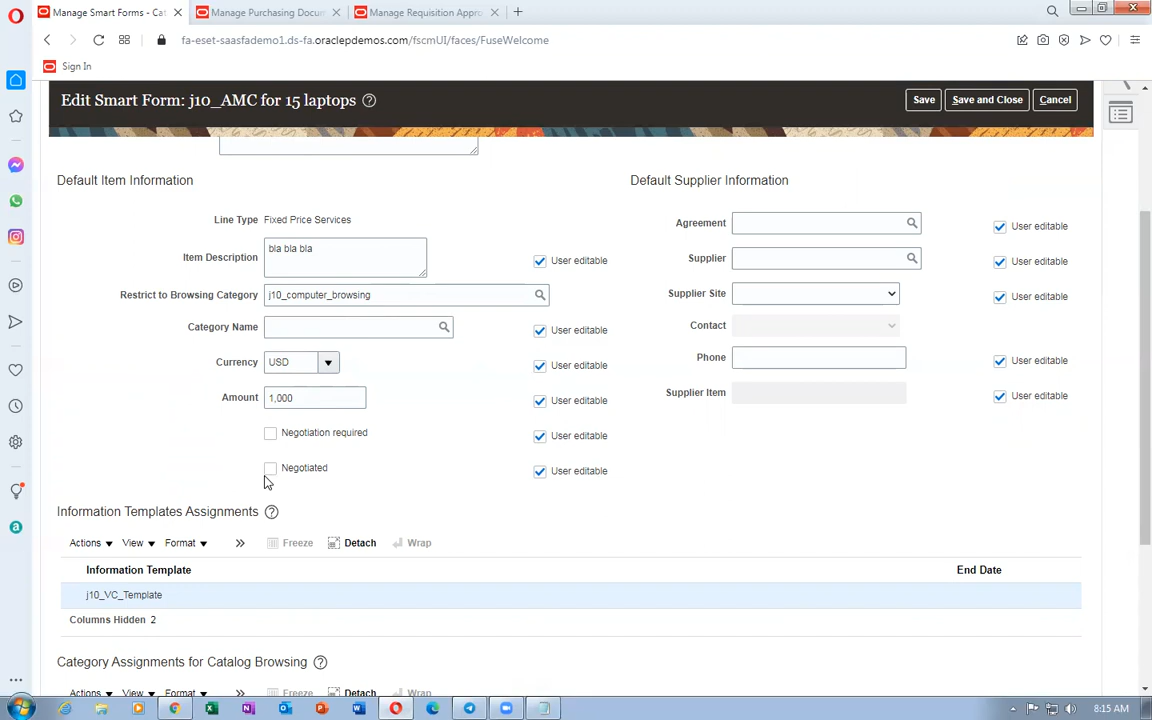 Manage Smart Forms - Cat
Manage Purchasing Docum
Manage Requisition Appro
fa-eset-saasfademo1.ds-fa.oraclepdemos.com/fscmUI/faces/FuseWelcome
Sign In
Edit Smart Form: j10_AMC for 15 laptops
Save
Save and Close
Cancel
Default Item Information
Default Supplier Information
Line Type Fixed Price Services
Agreement
User editable
Item Description
bla bla bla
User editable
Supplier
User editable
Restrict to Browsing Category
j10_computer_browsing
Supplier Site
User editable
Category Name
User editable
Contact
Currency
USD
User editable
Phone
User editable
Amount
1,000
User editable
Supplier Item
User editable
Negotiation required
User editable
Negotiated
User editable
Information Templates Assignments
Actions
View
Format
Freeze
Detach
Wrap
Information Template
End Date
j10_VC_Template
Columns Hidden 2
Category Assignments for Catalog Browsing
Actions
View
Format
Freeze
Detach
Wrap
8:15 AM